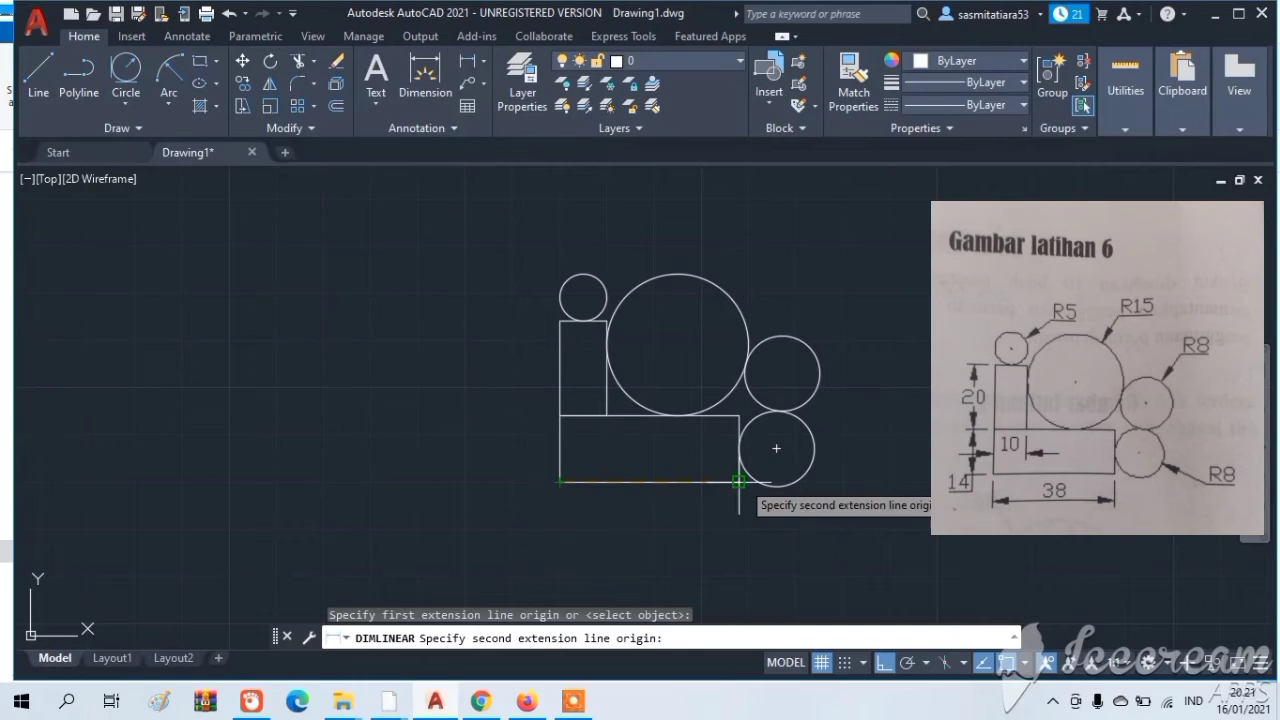 Autodesk AutoCAD 2021 - UNREGISTERED VERSION Drawing1.dwg
Type a keyword or phrase
sasmitatiara53
21
Home Insert Annotate Parametric View Manage Output Add-ins Collaborate Express Tools Featured Apps
Line Polyline Circle Arc
Text Dimension
Layer Properties
0
Insert
Match Properties
ByLayer
ByLayer
ByLayer
Group
Utilities
Clipboard
View
Draw Modify Annotation Layers Block Properties Groups
Start Drawing1*
[−][Top][2D Wireframe]
Gambar latihan 6
R5
R15
R8
20
10
14
38
R8
Specify second extension line origi
Y
X
Specify first extension line origin or <select object>:
DIMLINEAR Specify second extension line origin:
Model Layout1 Layout2
MODEL
Icecream
APPS
IND
20.21
16/01/2021